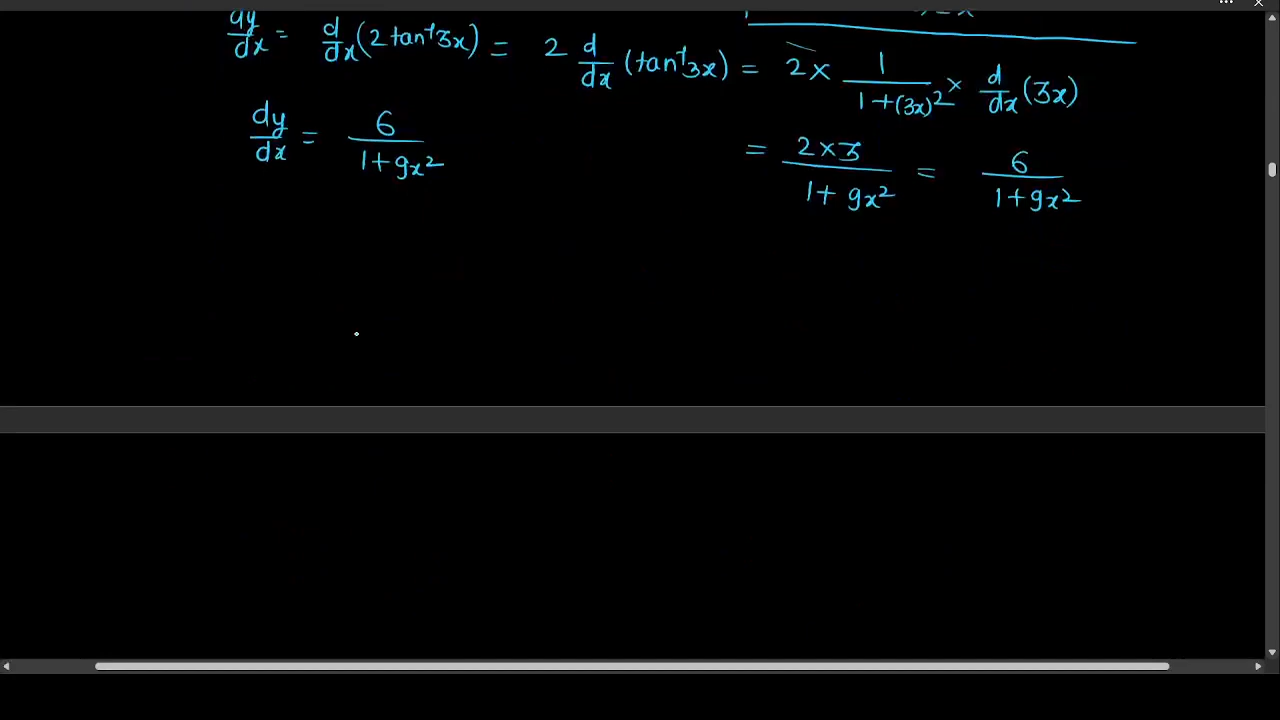 dy/dx = d/dx (2 tan⁻¹3x) = 2 d/dx (tan⁻¹3x) = 2 × 1/(1+(3x)²) × d/dx (3x)
dy/dx = 6/(1+9x²)
= (2×3)/(1+9x²) = 6/(1+9x²)